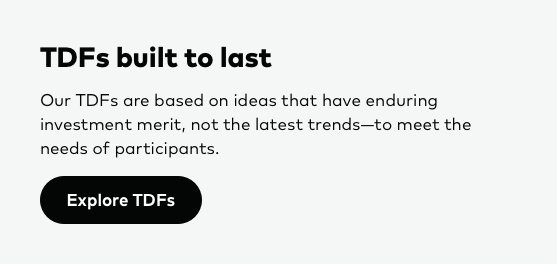 TDFs built to last
Our TDFs are based on ideas that have enduring
investment merit, not the latest trends—to meet the
needs of participants.
Explore TDFs